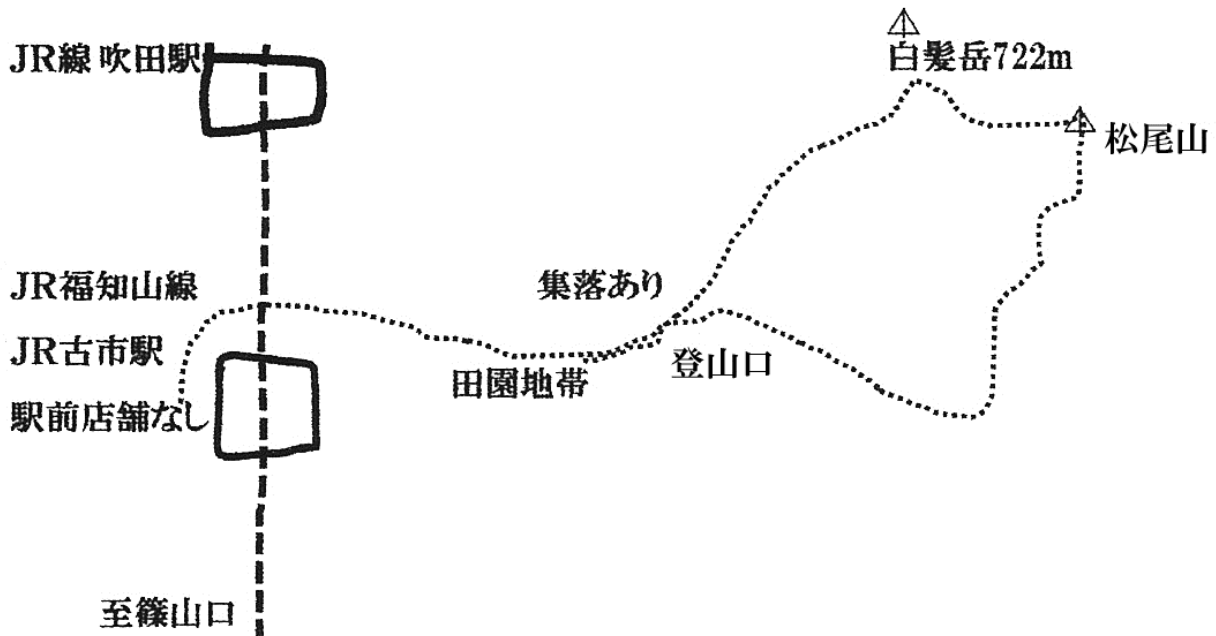 JR線 吹田駅
白髪岳722m
松尾山
JR福知山線
集落あり
JR古市駅
登山口
田園地帯
駅前店舗なし
至篠山口